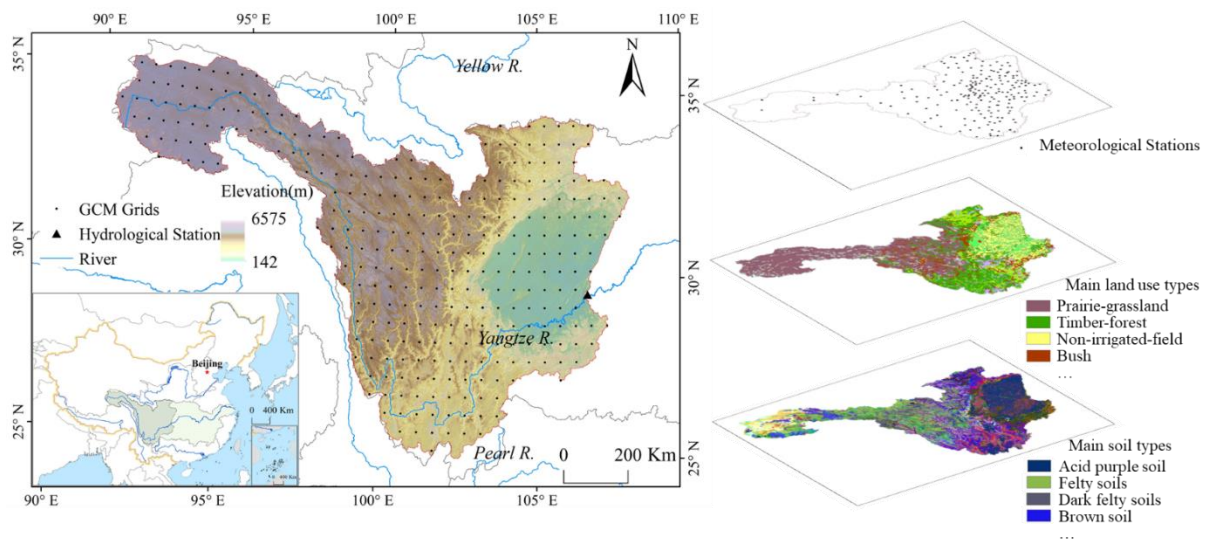 90° E 95° E 100° E 105° E 110° E
35° N
30° N
25° N
35° N
30° N
25° N
90° E 95° E 100° E 105° E
Yellow R.
N
Elevation(m)
6575
142
GCM Grids
Hydrological Station
River
Yangtze R.
Pearl R.
0 200 Km
Beijing
0 400 Km
Meteorological Stations
Main land use types
Prairie-grassland
Timber-forest
Non-irrigated-field
Bush
…
Main soil types
Acid purple soil
Felty soils
Dark felty soils
Brown soil
…